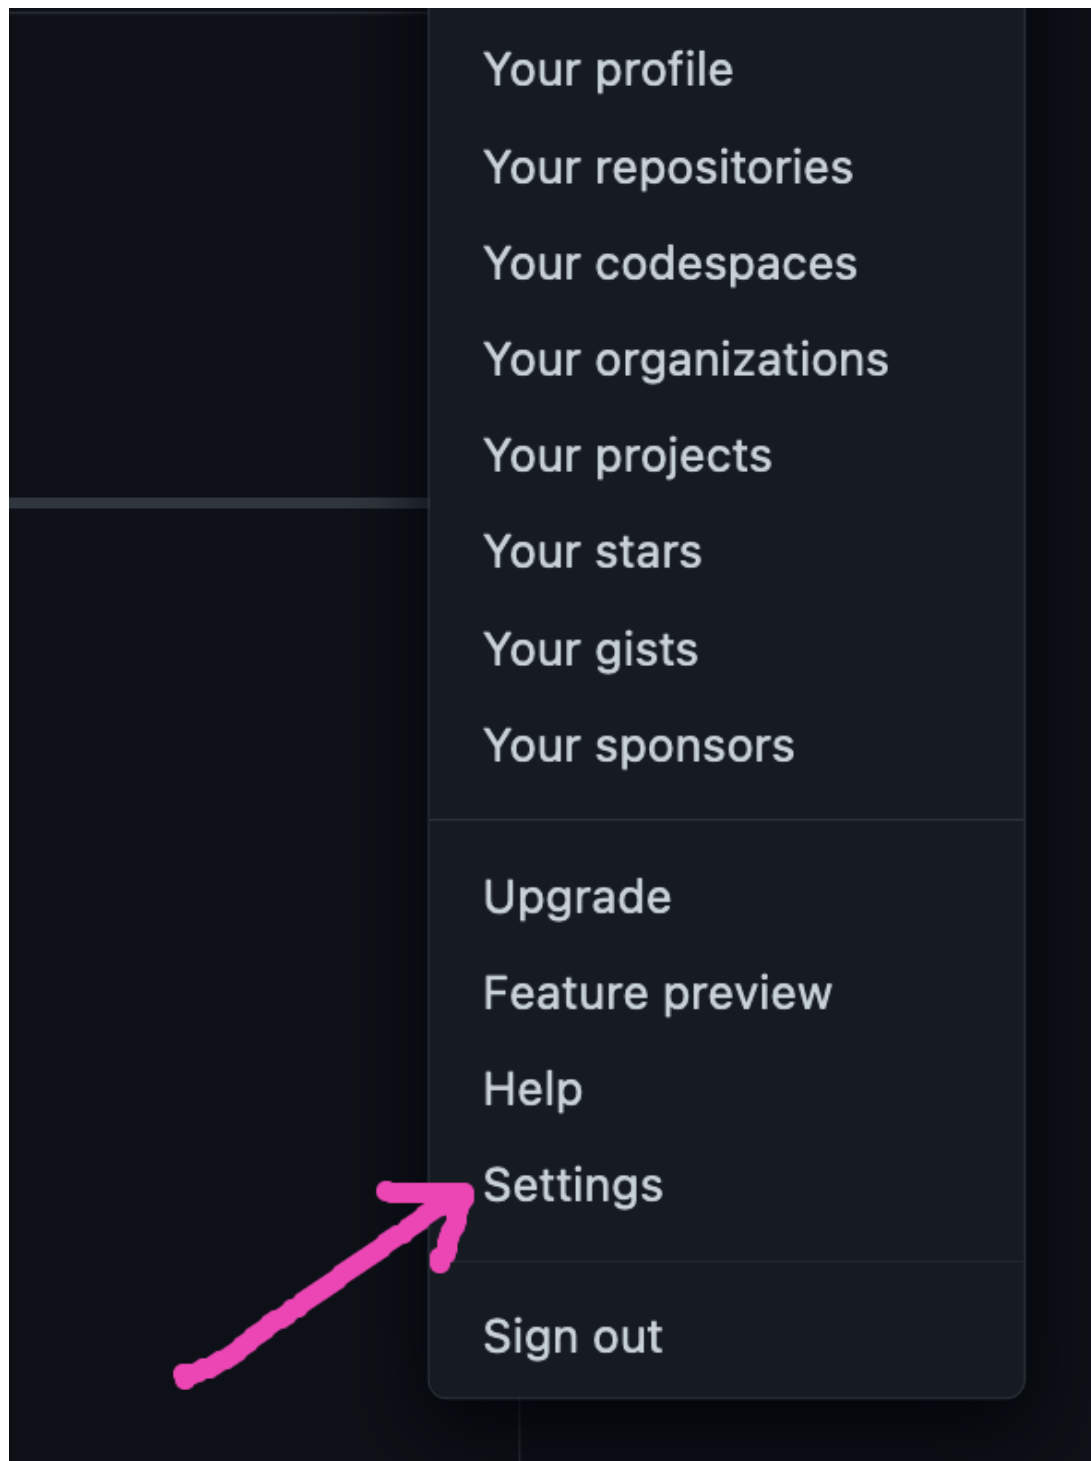 Your profile
Your repositories
Your codespaces
Your organizations
Your projects
Your stars
Your gists
Your sponsors
Upgrade
Feature preview
Help
Settings
Sign out